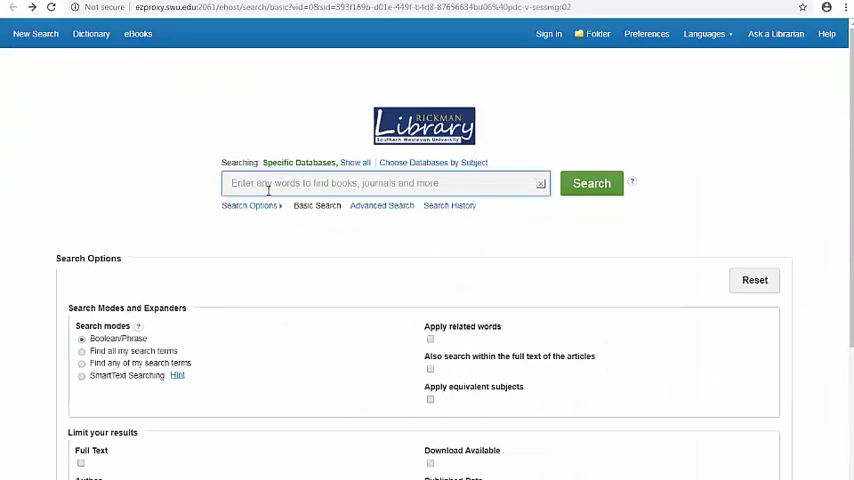 Not secure ezproxy.swu.edu:2061/ehost/search/basic?vid=0&sid=393f169b-d01e-449f-b4d8-87656634bd06%40pdc-v-sessmgr02
New Search Dictionary eBooks Sign In Folder Preferences Languages Ask a Librarian Help
RICKMAN
Library
Southern Wesleyan University
Searching: Specific Databases, Show all | Choose Databases by Subject
Enter any words to find books, journals and more Search ?
Search Options Basic Search Advanced Search Search History
Search Options
Reset
Search Modes and Expanders
Search modes ?
Boolean/Phrase
Find all my search terms
Find any of my search terms
SmartText Searching Hint
Apply related words
Also search within the full text of the articles
Apply equivalent subjects
Limit your results
Full Text
Download Available
Author
Published Date